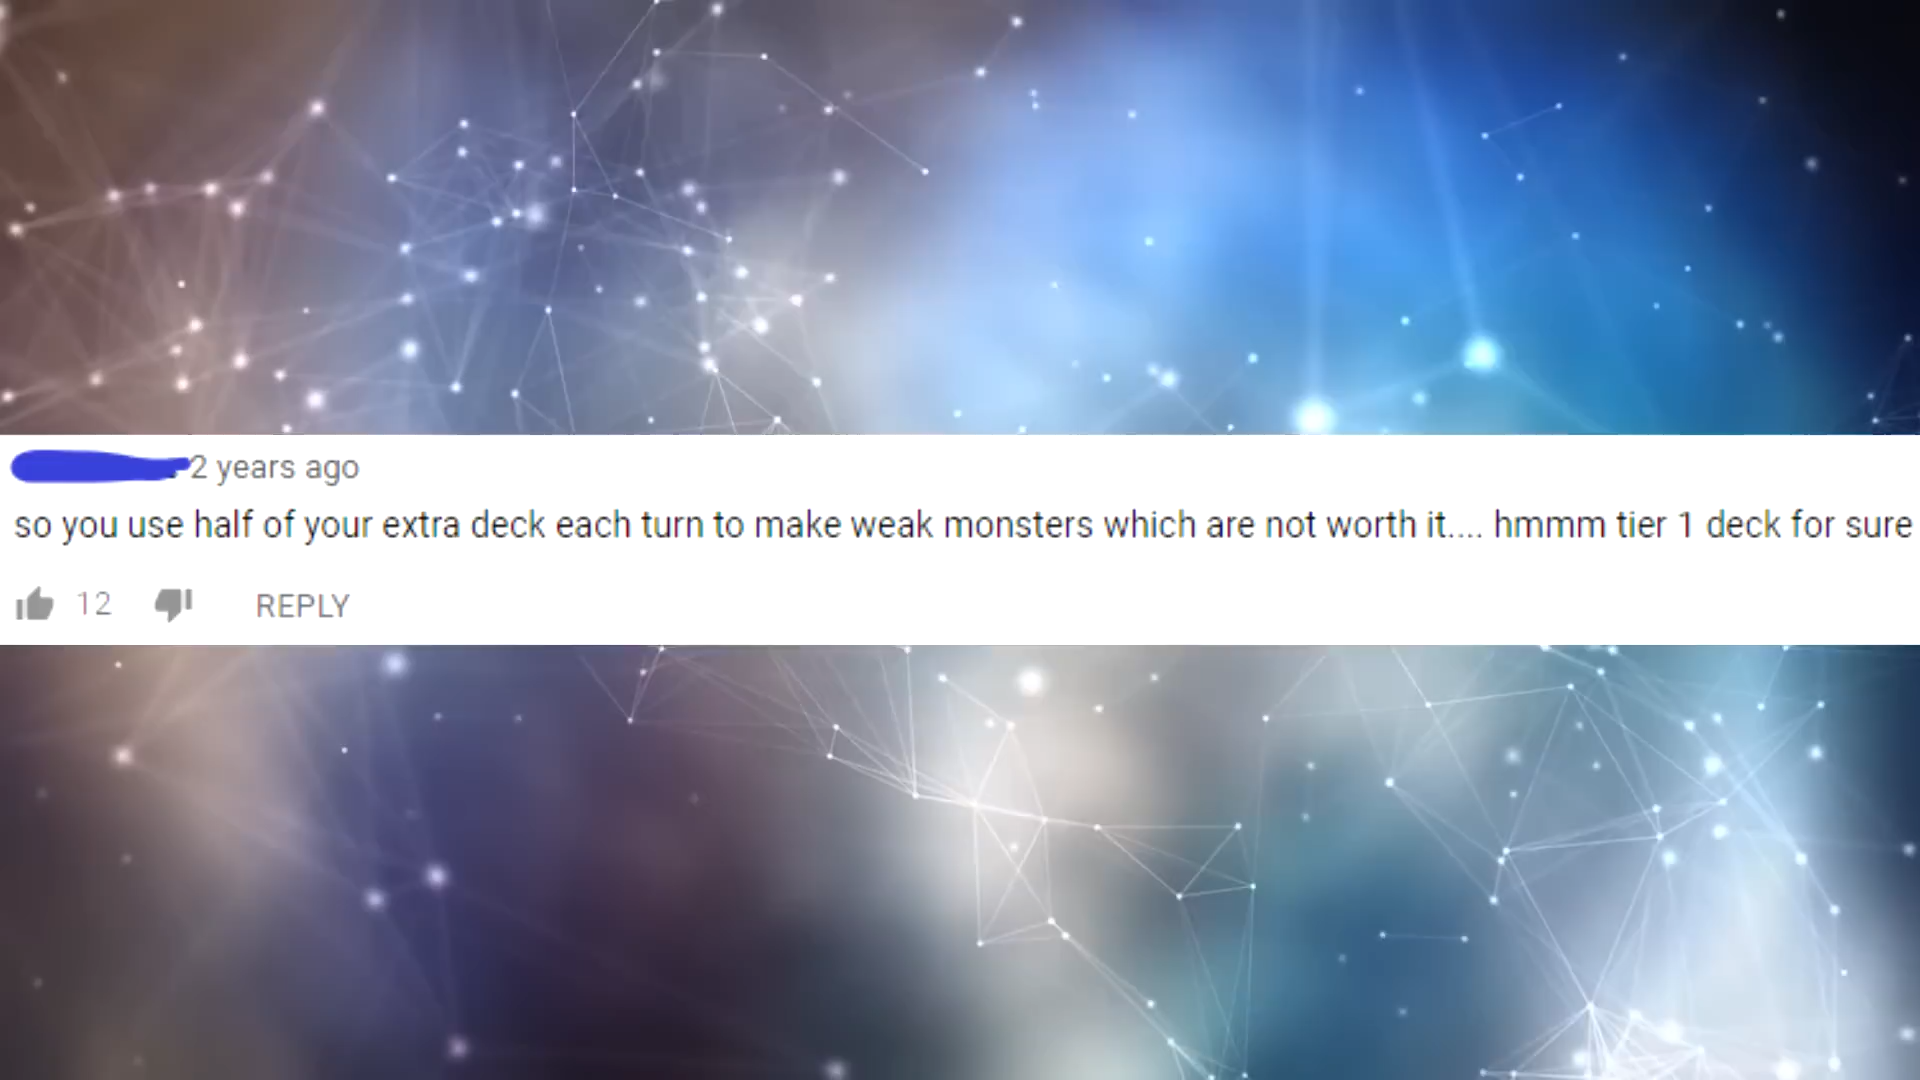 2 years ago
so you use half of your extra deck each turn to make weak monsters which are not worth it.... hmmm tier 1 deck for sure
12 REPLY